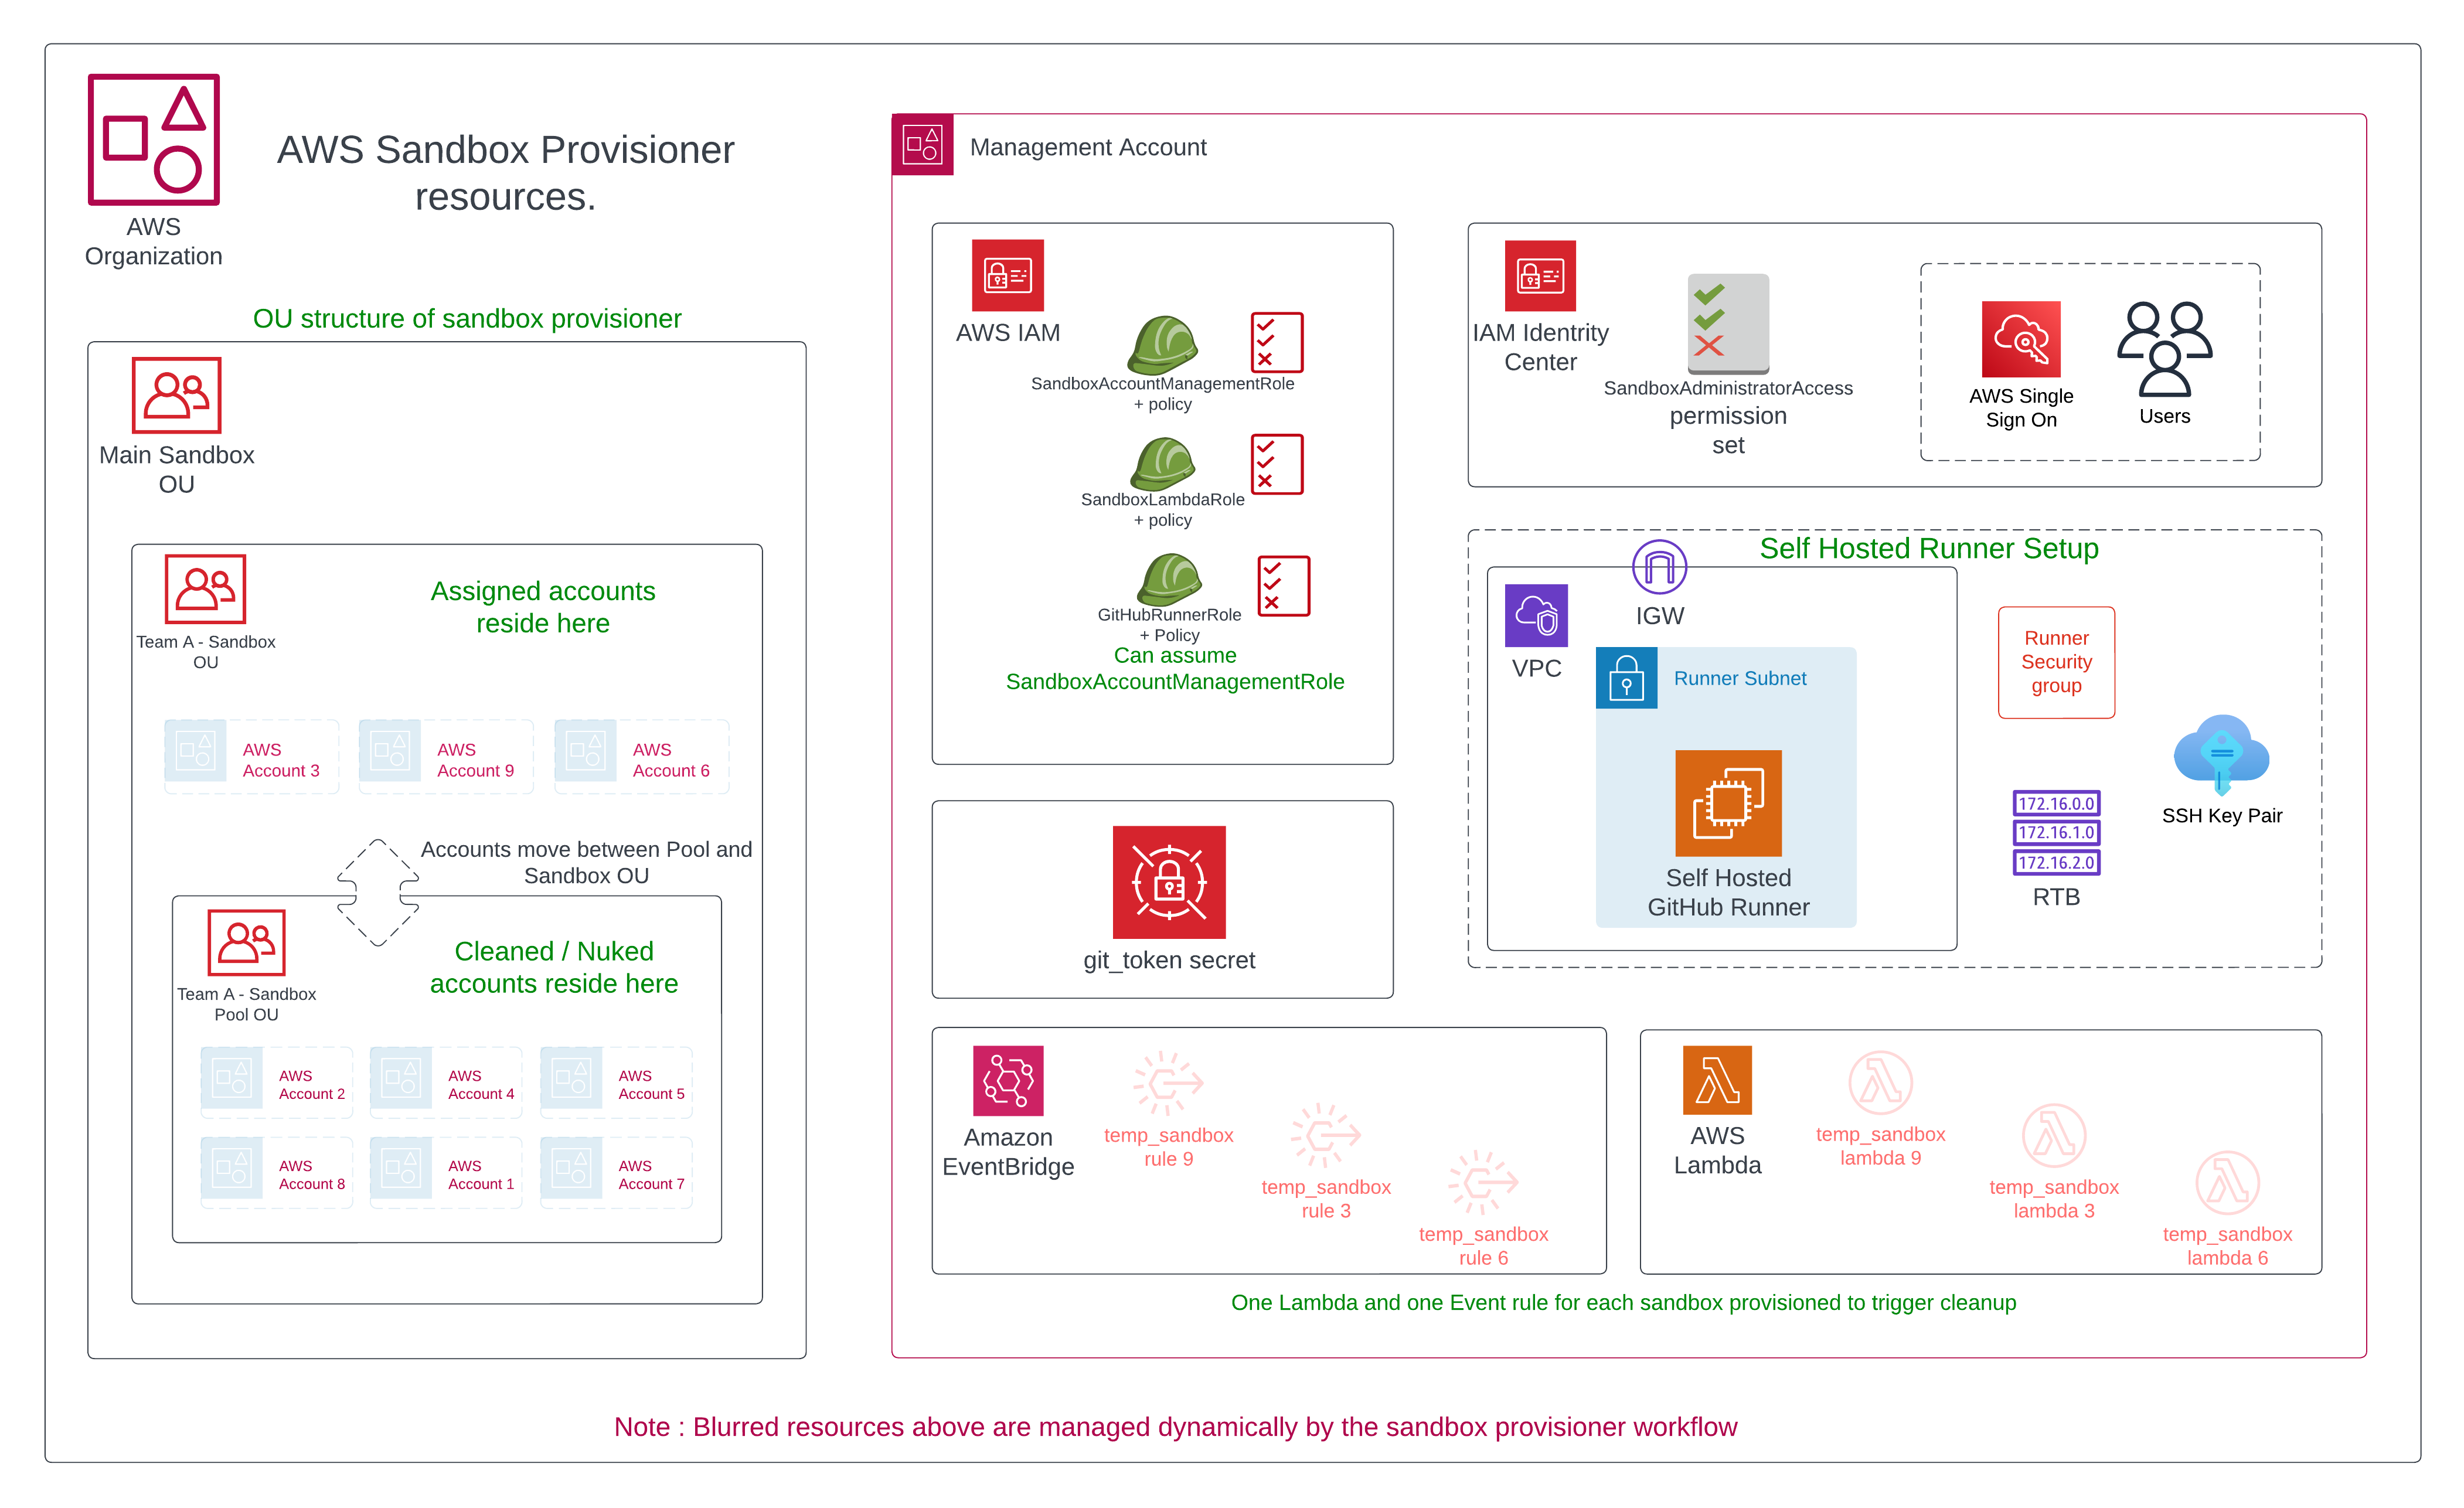 AWS
Organization
AWS Sandbox Provisioner
resources.
OU structure of sandbox provisioner
Main Sandbox
OU
Team A - Sandbox
OU
Assigned accounts
reside here
AWS
Account 3
AWS
Account 9
AWS
Account 6
Accounts move between Pool and
Sandbox OU
Team A - Sandbox
Pool OU
Cleaned / Nuked
accounts reside here
AWS
Account 2
AWS
Account 4
AWS
Account 5
AWS
Account 8
AWS
Account 1
AWS
Account 7
Management Account
AWS IAM
SandboxAccountManagementRole
+ policy
SandboxLambdaRole
+ policy
GitHubRunnerRole
+ Policy
Can assume
SandboxAccountManagementRole
IAM Identrity
Center
SandboxAdministratorAccess
permission
set
AWS Single
Sign On
Users
git_token secret
Self Hosted Runner Setup
IGW
VPC
Runner Subnet
Self Hosted
GitHub Runner
Runner
Security
group
172.16.0.0
172.16.1.0
172.16.2.0
RTB
SSH Key Pair
Amazon
EventBridge
temp_sandbox
rule 9
temp_sandbox
rule 3
temp_sandbox
rule 6
AWS
Lambda
temp_sandbox
lambda 9
temp_sandbox
lambda 3
temp_sandbox
lambda 6
One Lambda and one Event rule for each sandbox provisioned to trigger cleanup
Note : Blurred resources above are managed dynamically by the sandbox provisioner workflow